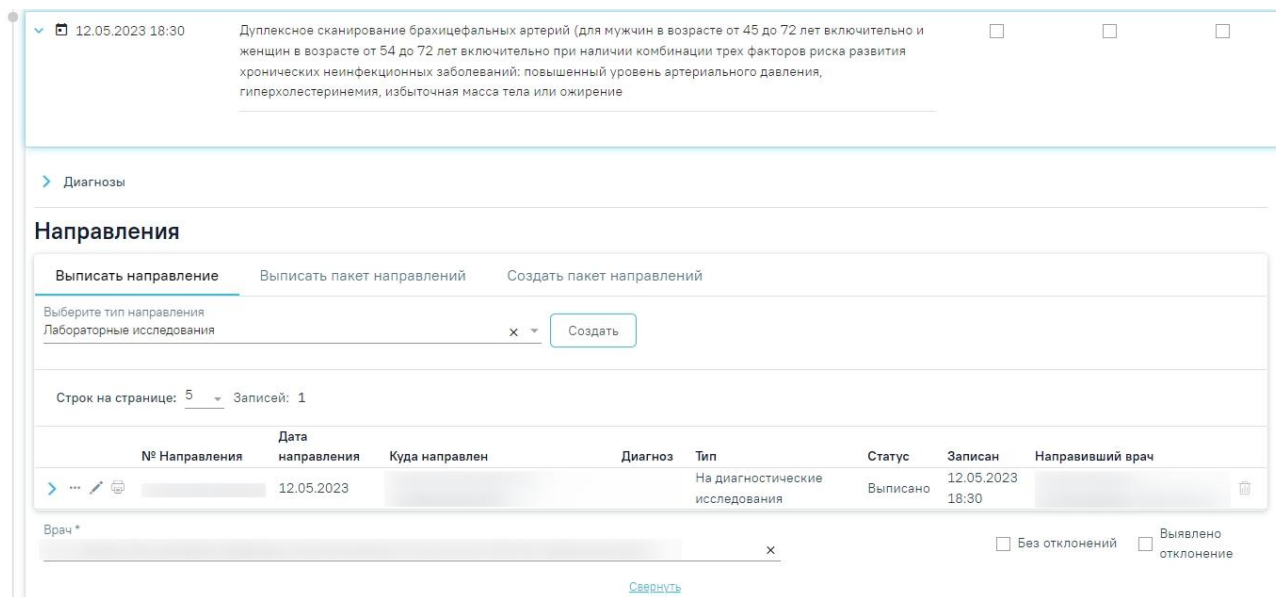 12.05.2023 18:30
Дуплексное сканирование брахицефальных артерий (для мужчин в возрасте от 45 до 72 лет включительно и
женщин в возрасте от 54 до 72 лет включительно при наличии комбинации трех факторов риска развития
хронических неинфекционных заболеваний: повышенный уровень артериального давления,
гиперхолестеринемия, избыточная масса тела или ожирение
Диагнозы
Направления
Выписать направление Выписать пакет направлений Создать пакет направлений
Выберите тип направления
Лабораторные исследования
Создать
Строк на странице: 5 Записей: 1
№ Направления Дата направления Куда направлен Диагноз Тип Статус Записан Направивший врач
12.05.2023 На диагностические исследования Выписано 12.05.2023 18:30
Врач *
Без отклонений Выявлено отклонение
Свернуть